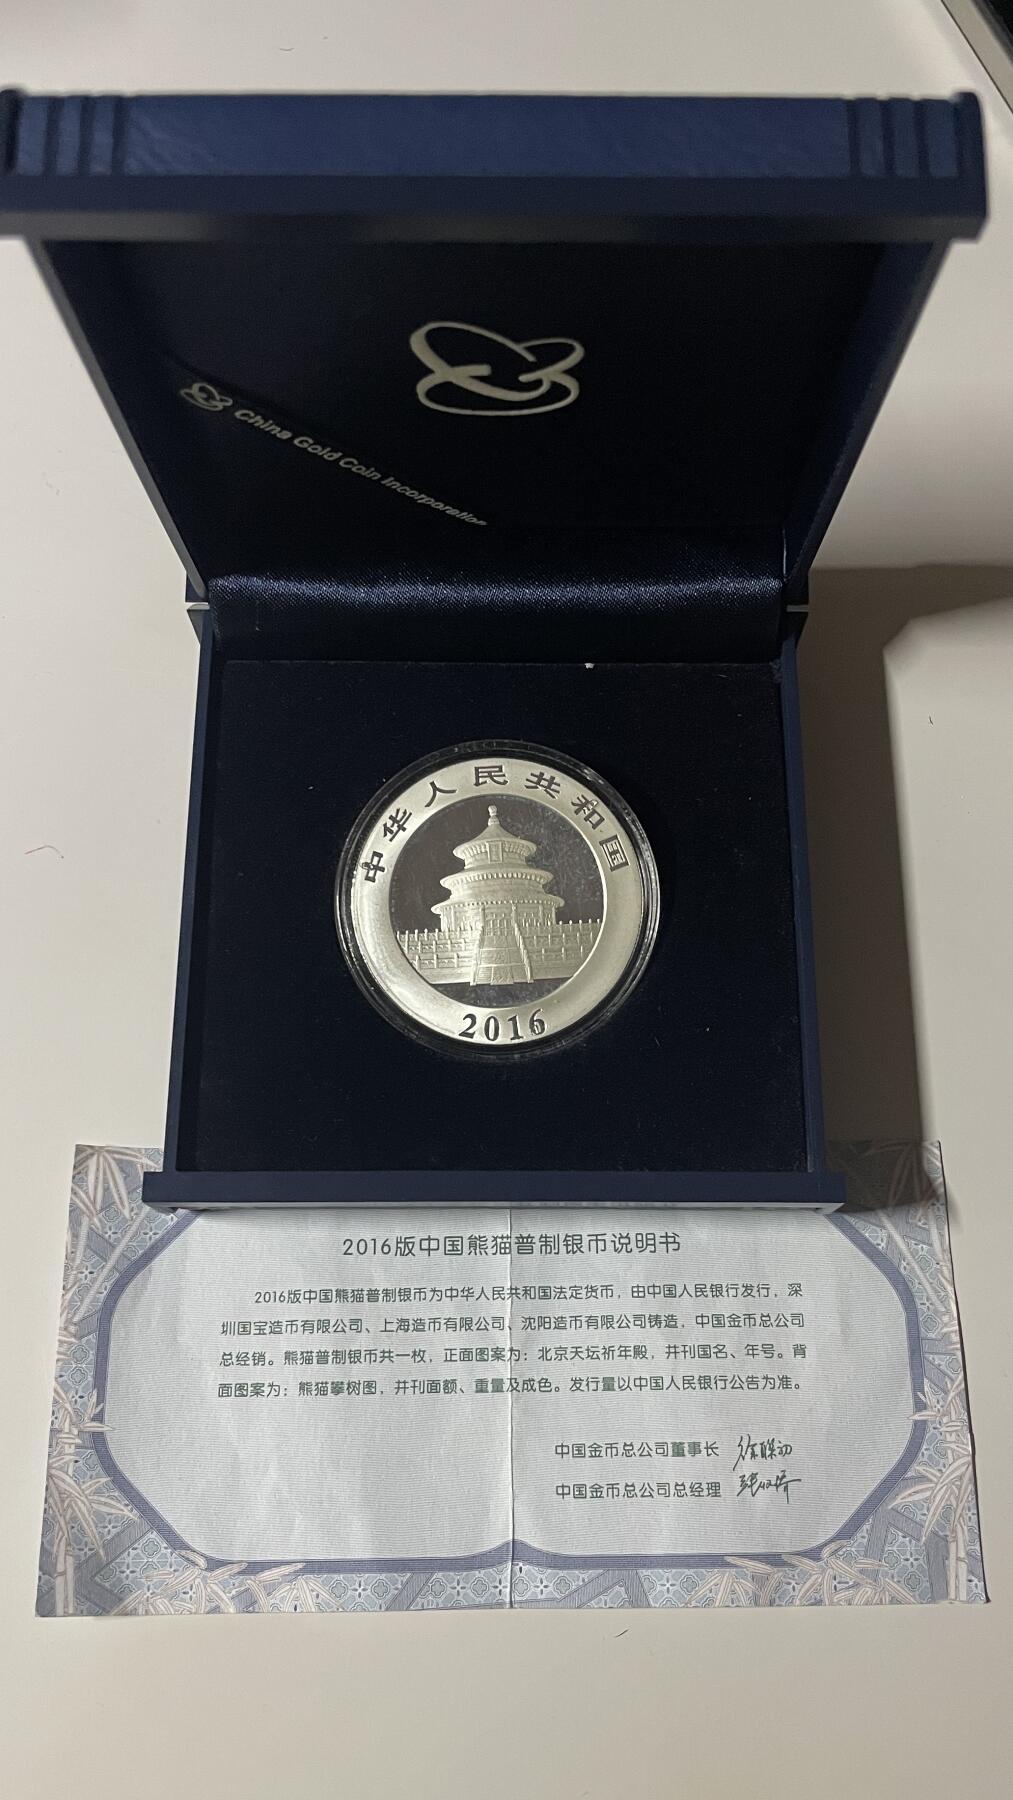 China Gold Coin Incorporation
中华人民共和国
2016
2016版中国熊猫普制银币说明书
2016版中国熊猫普制银币为中华人民共和国法定货币，由中国人民银行发行，深
圳国宝造币有限公司、上海造币有限公司、沈阳造币有限公司铸造，中国金币总公司
总经销。熊猫普制银币共一枚，正面图案为：北京天坛祈年殿，并刊国名、年号。背
面图案为：熊猫攀树图，并刊面额、重量及成色。发行量以中国人民银行公告为准。
中国金币总公司董事长
中国金币总公司总经理